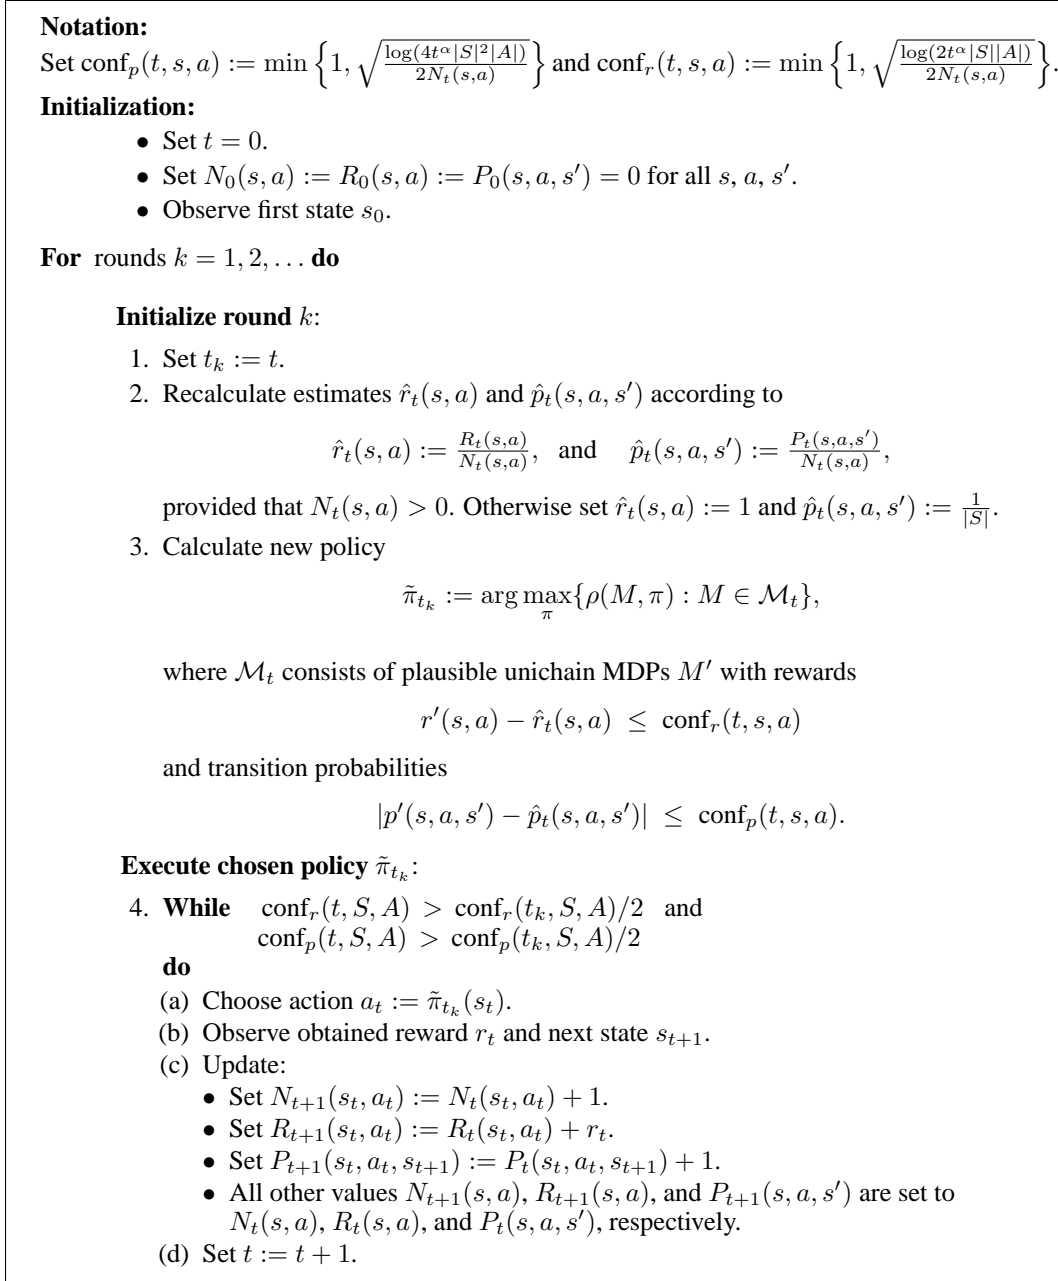 Notation:
Set conf_p(t, s, a) := min {1, √(log(4t^α|S|²|A|) / 2N_t(s,a))} and conf_r(t, s, a) := min {1, √(log(2t^α|S||A|) / 2N_t(s,a))}.
Initialization:
• Set t = 0.
• Set N_0(s, a) := R_0(s, a) := P_0(s, a, s′) = 0 for all s, a, s′.
• Observe first state s_0.
For rounds k = 1, 2, . . . do
Initialize round k:
1. Set t_k := t.
2. Recalculate estimates r̂_t(s, a) and p̂_t(s, a, s′) according to
r̂_t(s, a) := R_t(s,a)/N_t(s,a), and p̂_t(s, a, s′) := P_t(s,a,s′)/N_t(s,a),
provided that N_t(s, a) > 0. Otherwise set r̂_t(s, a) := 1 and p̂_t(s, a, s′) := 1/|S|.
3. Calculate new policy
π̃_{t_k} := arg max_π {ρ(M, π) : M ∈ ℳ_t},
where ℳ_t consists of plausible unichain MDPs M′ with rewards
r′(s, a) − r̂_t(s, a) ≤ conf_r(t, s, a)
and transition probabilities
|p′(s, a, s′) − p̂_t(s, a, s′)| ≤ conf_p(t, s, a).
Execute chosen policy π̃_{t_k}:
4. While conf_r(t, S, A) > conf_r(t_k, S, A)/2 and
conf_p(t, S, A) > conf_p(t_k, S, A)/2
do
(a) Choose action a_t := π̃_{t_k}(s_t).
(b) Observe obtained reward r_t and next state s_{t+1}.
(c) Update:
• Set N_{t+1}(s_t, a_t) := N_t(s_t, a_t) + 1.
• Set R_{t+1}(s_t, a_t) := R_t(s_t, a_t) + r_t.
• Set P_{t+1}(s_t, a_t, s_{t+1}) := P_t(s_t, a_t, s_{t+1}) + 1.
• All other values N_{t+1}(s, a), R_{t+1}(s, a), and P_{t+1}(s, a, s′) are set to
N_t(s, a), R_t(s, a), and P_t(s, a, s′), respectively.
(d) Set t := t + 1.